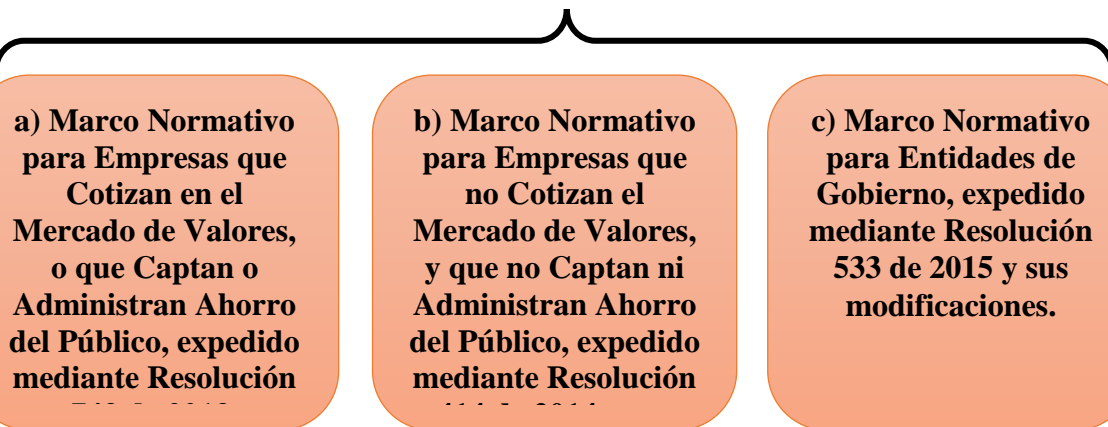 a) Marco Normativo
para Empresas que
Cotizan en el
Mercado de Valores,
o que Captan o
Administran Ahorro
del Público, expedido
mediante Resolución
b) Marco Normativo
para Empresas que
no Cotizan el
Mercado de Valores,
y que no Captan ni
Administran Ahorro
del Público, expedido
mediante Resolución
c) Marco Normativo
para Entidades de
Gobierno, expedido
mediante Resolución
533 de 2015 y sus
modificaciones.